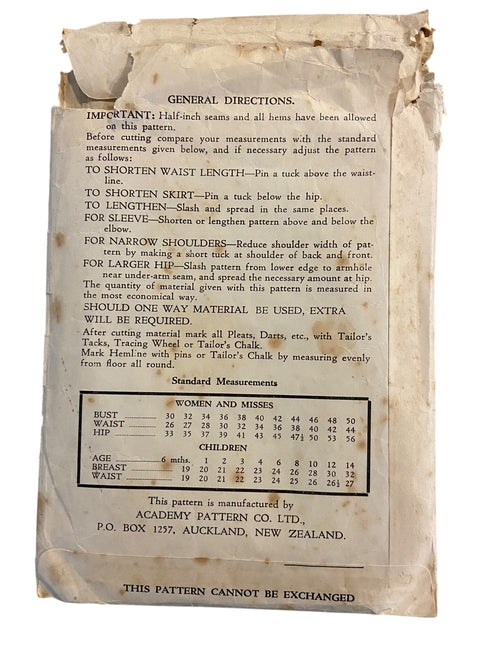 GENERAL DIRECTIONS.
IMPORTANT: Half-inch seams and all hems have been allowed
on this pattern.
Before cutting compare your measurements with the standard
measurements given below, and if necessary adjust the pattern
as follows:
TO SHORTEN WAIST LENGTH—Pin a tuck above the waist-
line.
TO SHORTEN SKIRT—Pin a tuck below the hip.
TO LENGTHEN—Slash and spread in the same places.
FOR SLEEVE—Shorten or lengthen pattern above and below the
elbow.
FOR NARROW SHOULDERS—Reduce shoulder width of pat-
tern by making a short tuck at shoulder of back and front.
FOR LARGER HIP—Slash pattern from lower edge to armhole
near under-arm seam, and spread the necessary amount at hip.
The quantity of material given with this pattern is measured in
the most economical way.
SHOULD ONE WAY MATERIAL BE USED, EXTRA
WILL BE REQUIRED.
After cutting material mark all Pleats, Darts, etc., with Tailor's
Tacks, Tracing Wheel or Tailor's Chalk.
Mark Hemline with pins or Tailor's Chalk by measuring evenly
from floor all round.
Standard Measurements
WOMEN AND MISSES
BUST 30 32 34 36 38 40 42 44 46 48 50
WAIST 26 27 28 30 32 34 36 38 40 42 44
HIP 33 35 37 39 41 43 45 47½ 50 53 56
CHILDREN
AGE 6 mths. 1 2 3 4 6 8 10 12 14
BREAST 19 20 21 22 23 24 26 28 30 32
WAIST 19 20 21 22 23 24 25 26 26½ 27
This pattern is manufactured by
ACADEMY PATTERN CO. LTD.,
P.O. BOX 1257, AUCKLAND, NEW ZEALAND.
THIS PATTERN CANNOT BE EXCHANGED